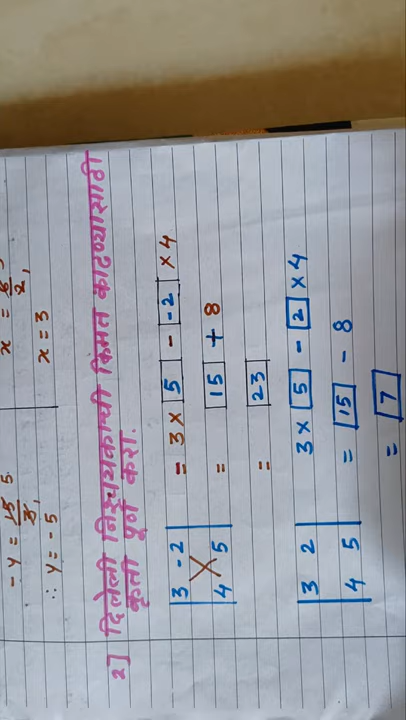 - y = 15 5
3,
∴ y = - 5
x =
2,
x = 3
2] दिलेली निश्चयकाची किंमत काढण्यासाठी
कृती पूर्ण करा.
|3 -2| = 3 × 5 - -2 × 4
|4 5| = 15 + 8
= 23
|3 2| 3 × 5 - 2 × 4
|4 5| = 15 - 8
= 7